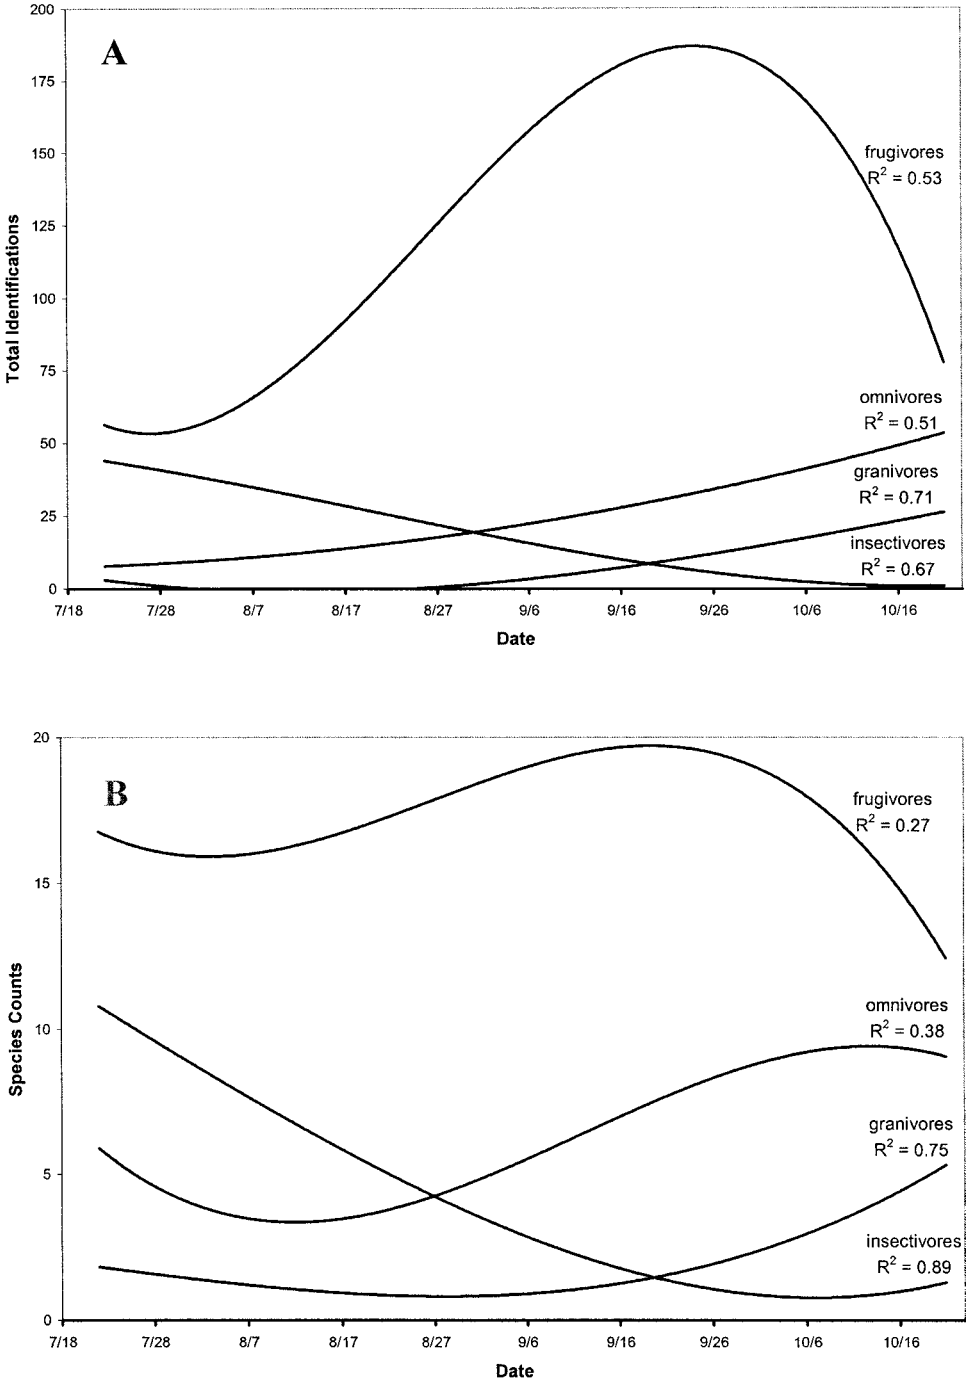 A
200
175
150
125
100
75
50
25
0
Total Identifications
frugivores
R² = 0.53
omnivores
R² = 0.51
granivores
R² = 0.71
insectivores
R² = 0.67
7/18 7/28 8/7 8/17 8/27 9/6 9/16 9/26 10/6 10/16
Date
B
20
15
10
5
0
Species Counts
frugivores
R² = 0.27
omnivores
R² = 0.38
granivores
R² = 0.75
insectivores
R² = 0.89
7/18 7/28 8/7 8/17 8/27 9/6 9/16 9/26 10/6 10/16
Date